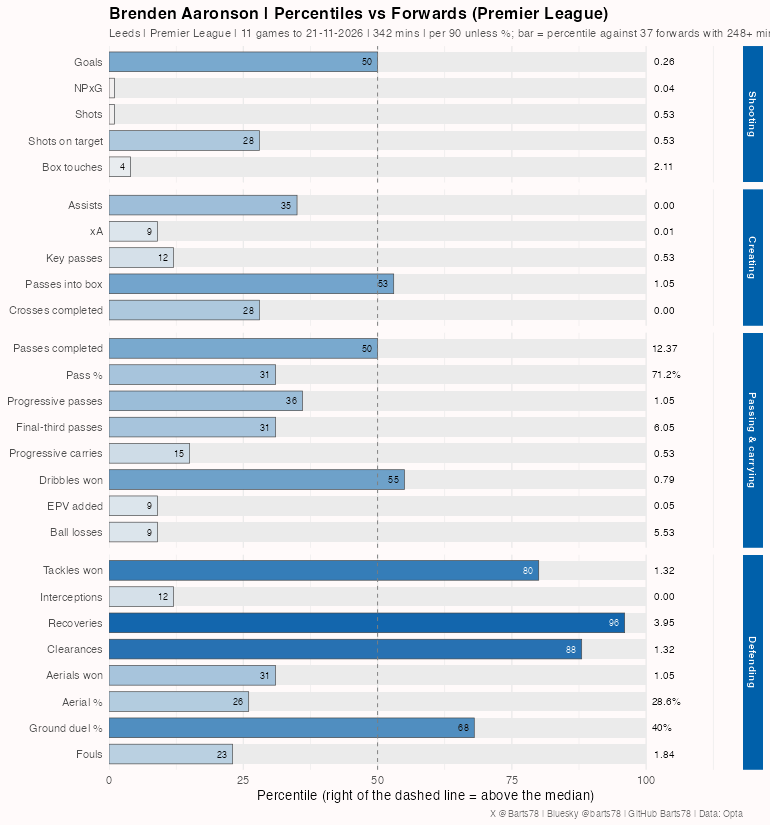 Brenden Aaronson | Percentiles vs Forwards (Premier League)
Leeds | Premier League | 11 games to 21-11-2026 | 342 mins | per 90 unless %; bar = percentile against 37 forwards with 248+
Shooting
Goals 50 0.26
NPxG 0.04
Shots 0.53
Shots on target 28 0.53
Box touches 4 2.11
Creating
Assists 35 0.00
xA 9 0.01
Key passes 12 0.53
Passes into box 53 1.05
Crosses completed 28 0.00
Passing & carrying
Passes completed 50 12.37
Pass % 31 71.2%
Progressive passes 36 1.05
Final-third passes 31 6.05
Progressive carries 15 0.53
Dribbles won 55 0.79
EPV added 9 0.05
Ball losses 9 5.53
Defending
Tackles won 80 1.32
Interceptions 12 0.00
Recoveries 96 3.95
Clearances 88 1.32
Aerials won 31 1.05
Aerial % 26 28.6%
Ground duel % 68 40%
Fouls 23 1.84
0 25 50 75 100
Percentile (right of the dashed line = above the median)
X @Barts78 | Bluesky @barts78 | GitHub Barts78 | Data: Opta